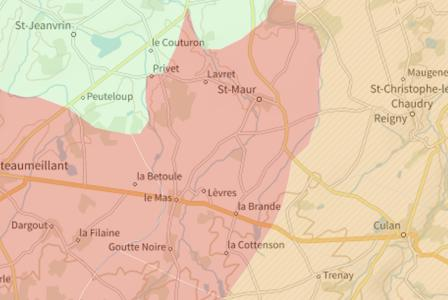 St-Jeanvrin
le Couturon
Privet
Lavret
Maugene
Peuteloup
St-Maur
St-Christophe-le
Chaudry
Reigny
teaumeillant
la Betoule
le Mas
Lèvres
la Brande
Dargout
la Filaine
Culan
Goutte Noire
la Cottenson
Trenay
rle